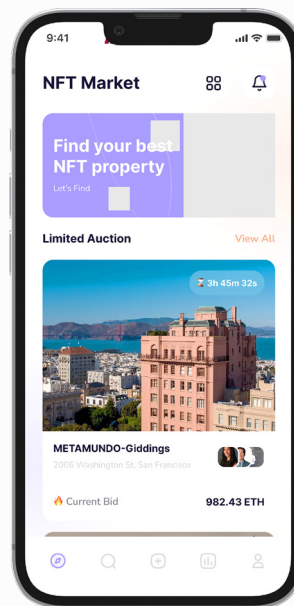 9:41
NFT Market
Find your best
NFT property
Let's Find
Limited Auction View All
3h 45m 32s
METAMUNDO-Giddings
2006 Washington St, San Francisco
Current Bid 982.43 ETH